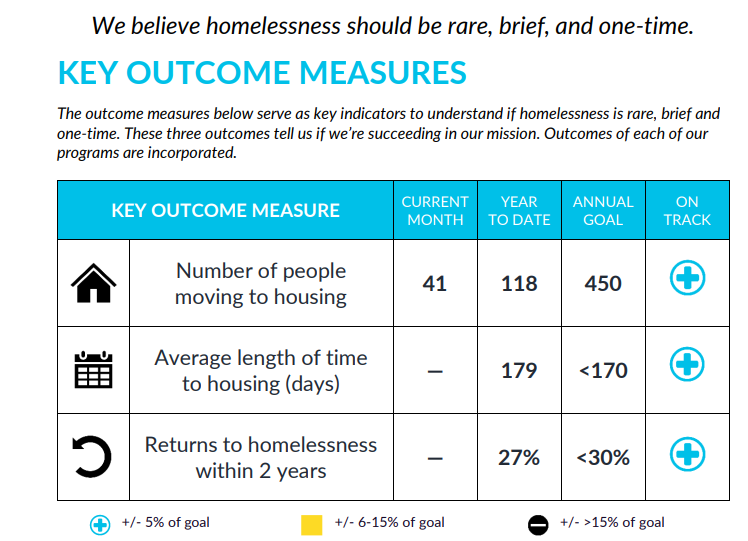 We believe homelessness should be rare, brief, and one-time.
KEY OUTCOME MEASURES
The outcome measures below serve as key indicators to understand if homelessness is rare, brief and
one-time. These three outcomes tell us if we're succeeding in our mission. Outcomes of each of our
programs are incorporated.
KEY OUTCOME MEASURE
CURRENT
MONTH
YEAR
TO DATE
ANNUAL
GOAL
ON
TRACK
Number of people
moving to housing
41
118
450
Average length of time
to housing (days)
–
179
<170
Returns to homelessness
within 2 years
–
27%
<30%
+/- 5% of goal
+/- 6-15% of goal
+/- >15% of goal